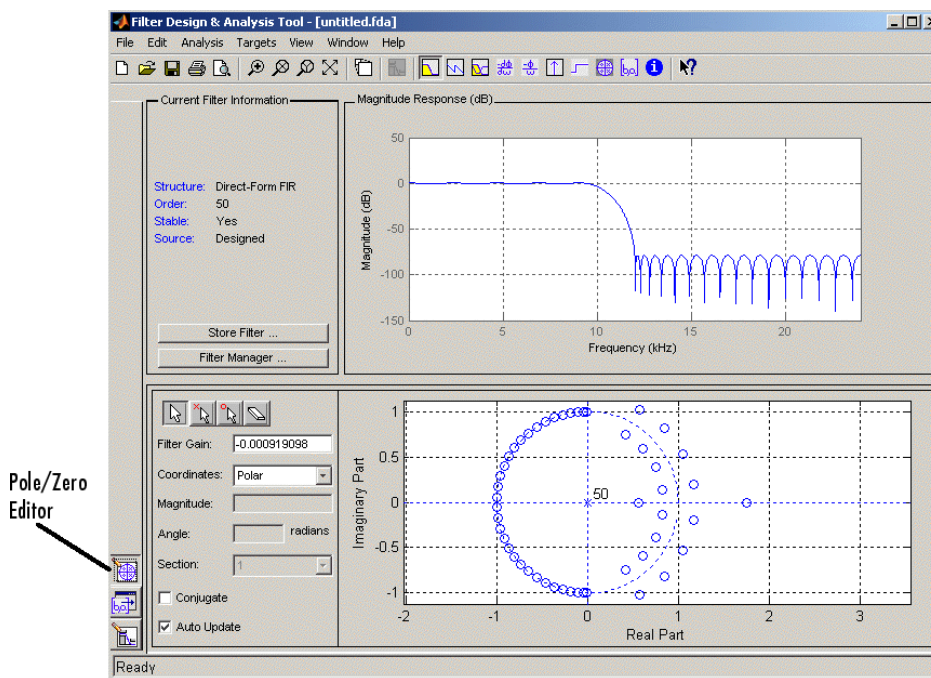 Filter Design & Analysis Tool - [untitled.fda]
File Edit Analysis Targets View Window Help
Current Filter Information
Structure: Direct-Form FIR
Order: 50
Stable: Yes
Source: Designed
Store Filter ...
Filter Manager ...
Magnitude Response (dB)
50
0
-50
-100
-150
Magnitude (dB)
0 5 10 15 20
Frequency (kHz)
Filter Gain: -0.000919098
Coordinates: Polar
Magnitude:
Angle: radians
Section: 1
Conjugate
Auto Update
1
0.5
0
-0.5
-1
Imaginary Part
50
-2 -1 0 1 2 3
Real Part
Pole/Zero
Editor
Ready